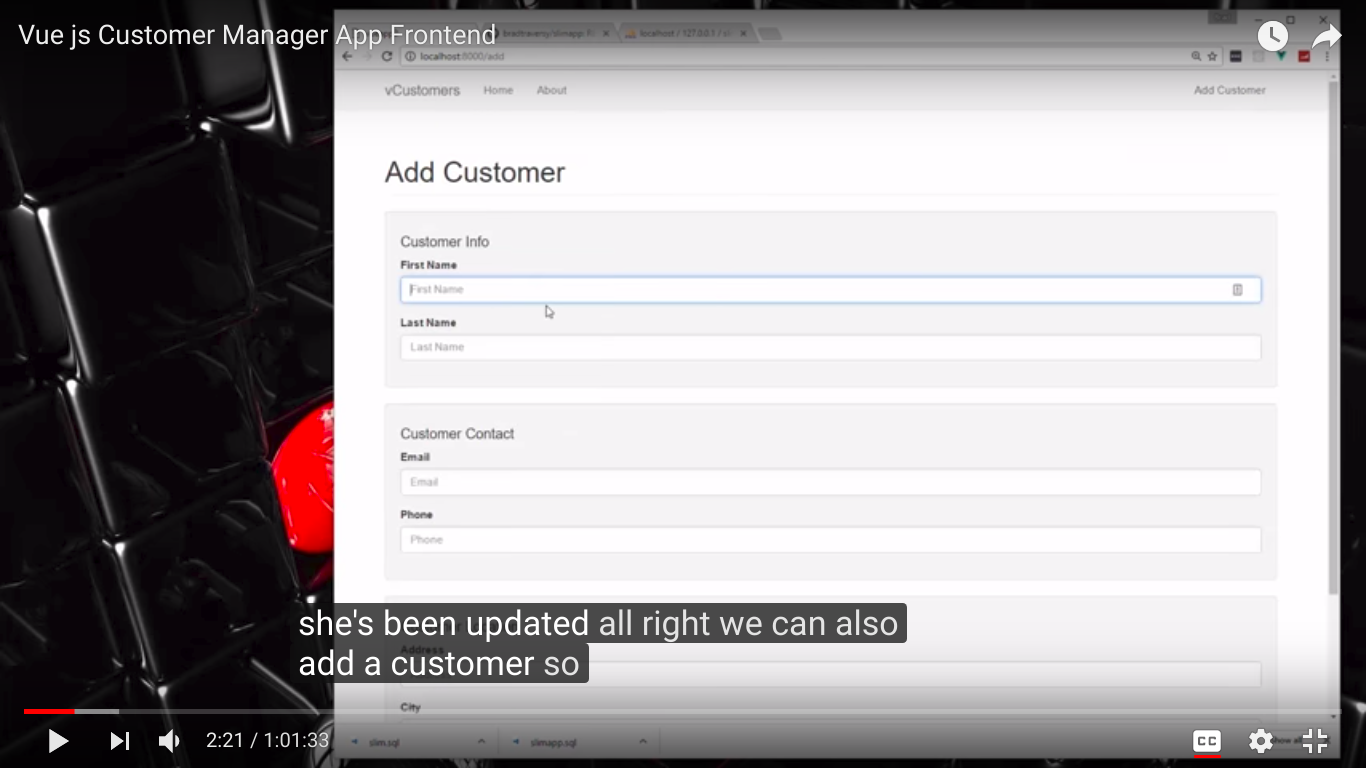 Vue js Customer Manager App Frontend
bradtraversy/slimapp: R
localhost / 127.0.0.1 / sl
localhost:8000/add
vCustomers Home About Add Customer
Add Customer
Customer Info
First Name
First Name
Last Name
Last Name
Customer Contact
Email
Email
Phone
Phone
she's been updated all right we can also
add a customer so
Address
City
2:21 / 1:01:33
CC
slim.sql
slimapp.sql
Show all